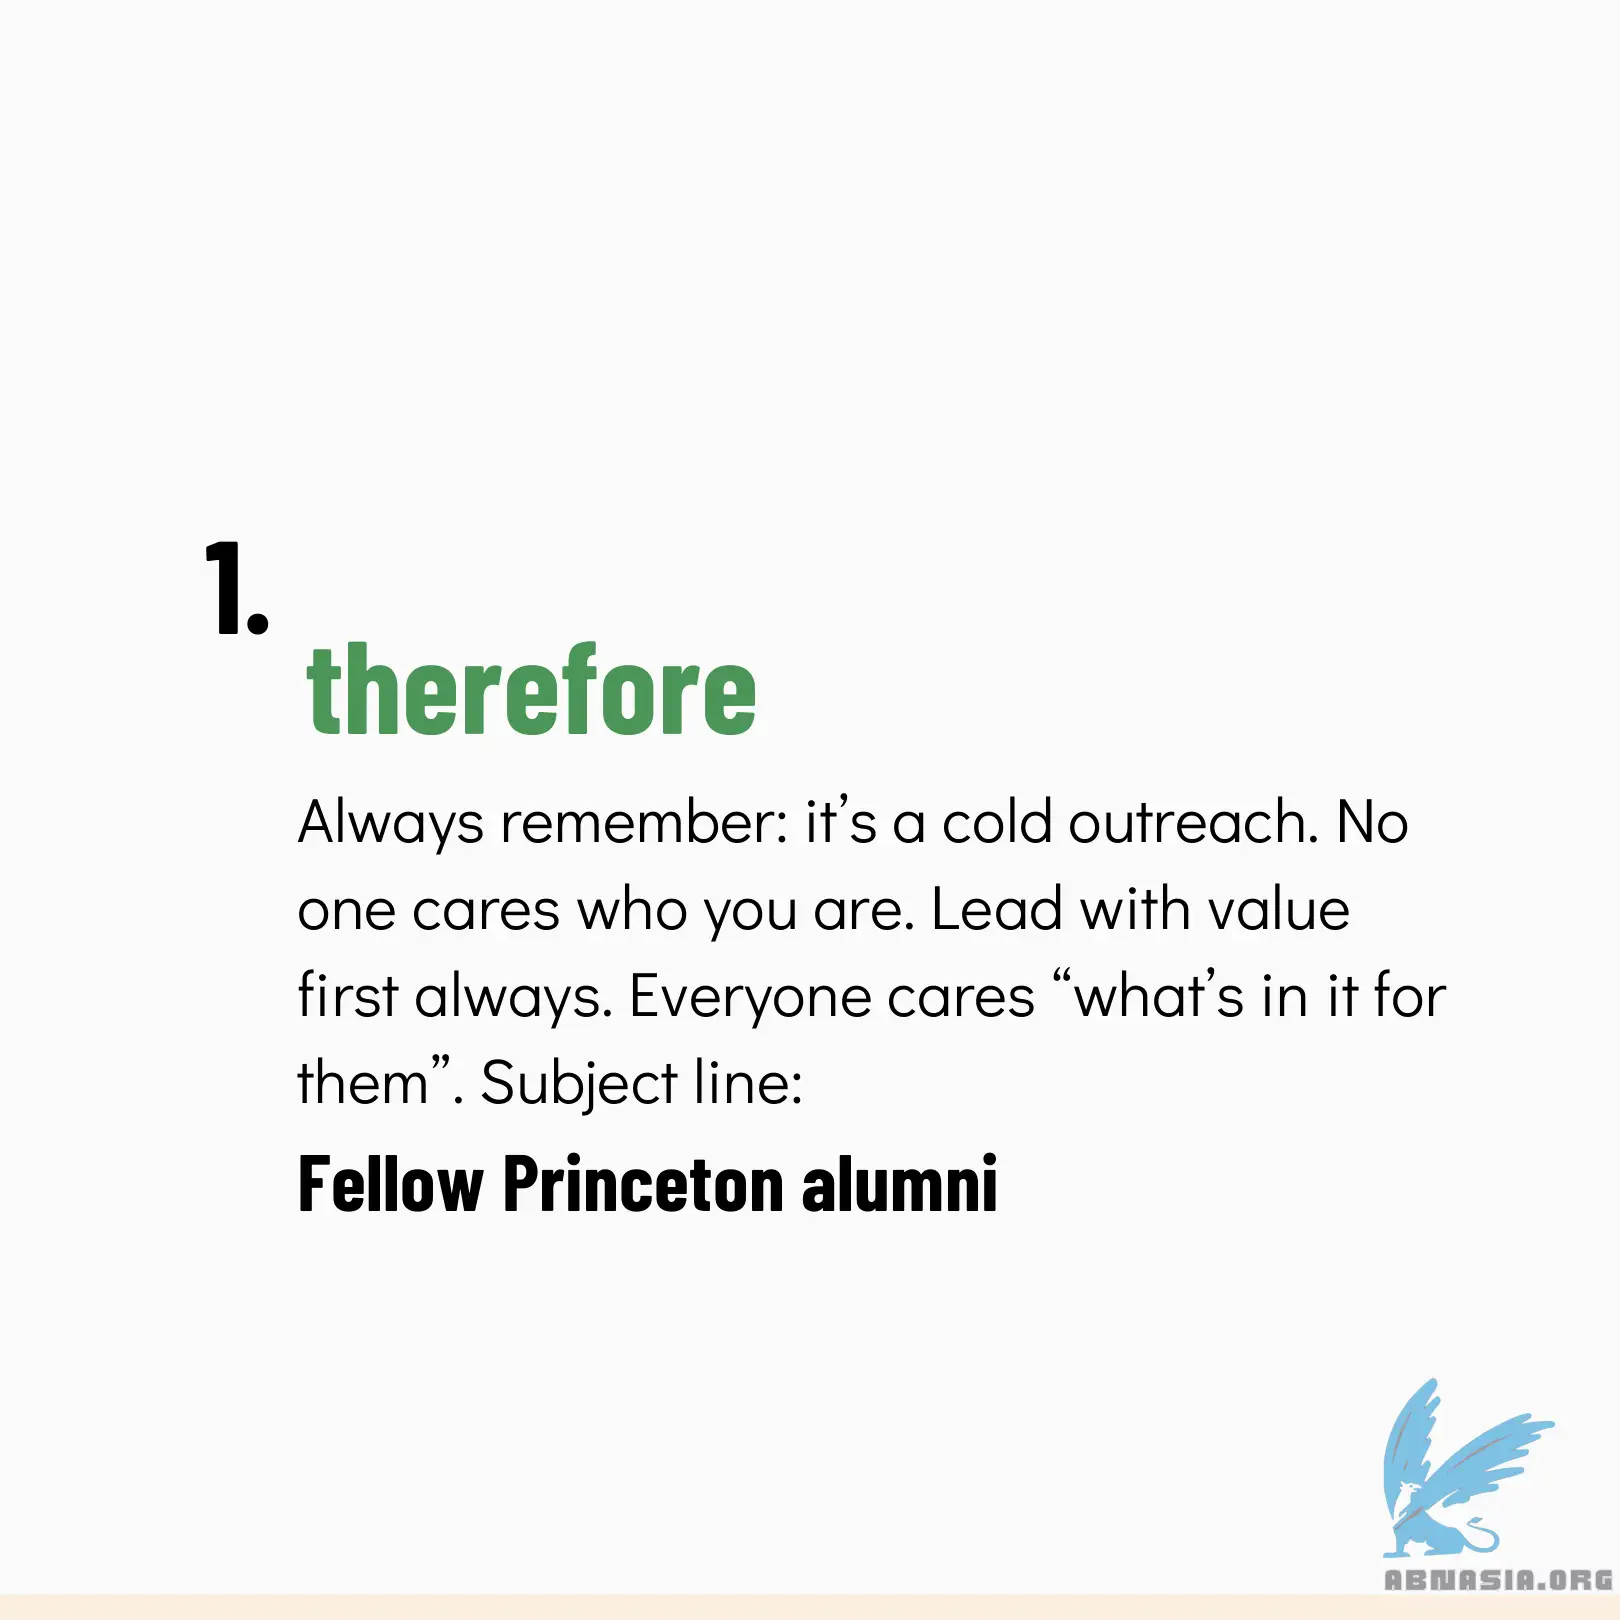 1.
therefore
Always remember: it’s a cold outreach. No
one cares who you are. Lead with value
first always. Everyone cares “what’s in it for
them”. Subject line:
Fellow Princeton alumni
ABNASIA.ORG